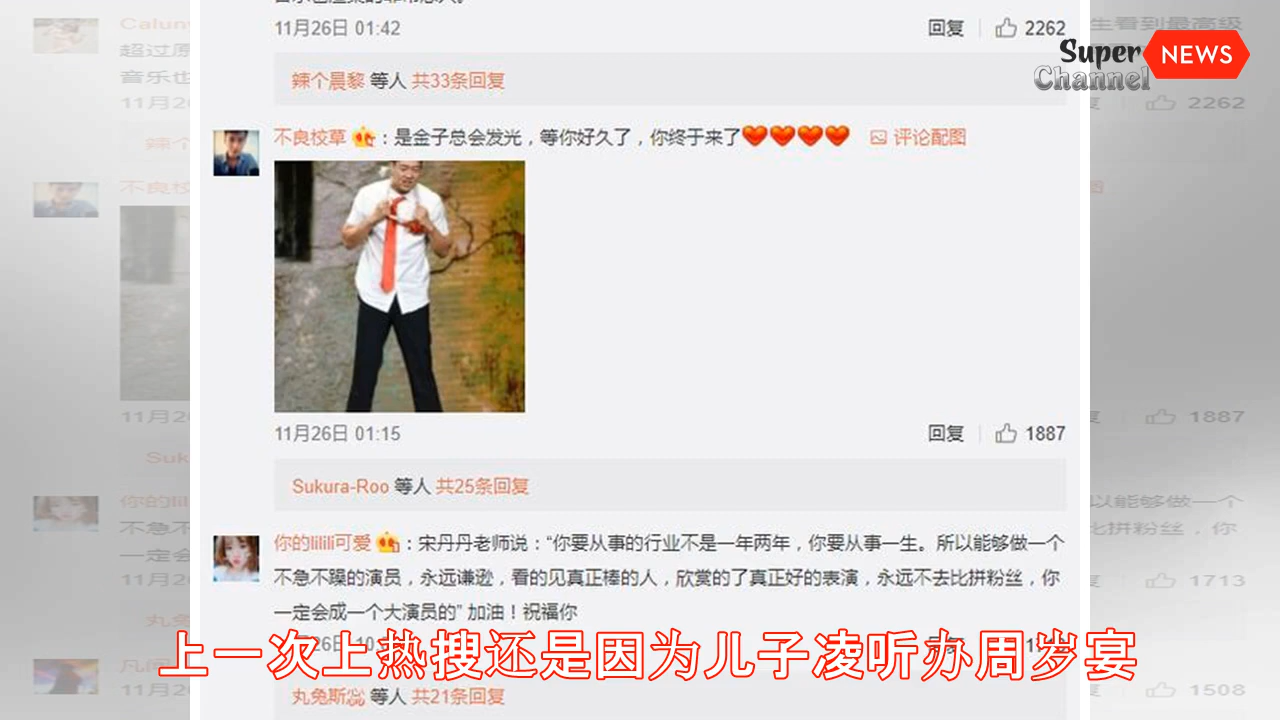 11月26日 01:42
回复 2262
Super
Channel
NEWS
辣个晨黎 等人 共33条回复
不良校草 ：是金子总会发光，等你好久了，你终于来了 评论配图
11月26日 01:15
回复 1887
Sukura-Roo 等人 共25条回复
你的lililili可爱 ：宋丹丹老师说：“你要从事的行业不是一年两年，你要从事一生。所以能够做一个
不急不躁的演员，永远谦逊，看的见真正棒的人，欣赏的了真正好的表演，永远不去比拼粉丝，你
一定会成一个大演员的” 加油！祝福你
上一次上热搜还是因为儿子凌听办周岁宴
丸兔斯 等人 共21条回复
2262
1887
1713
1508